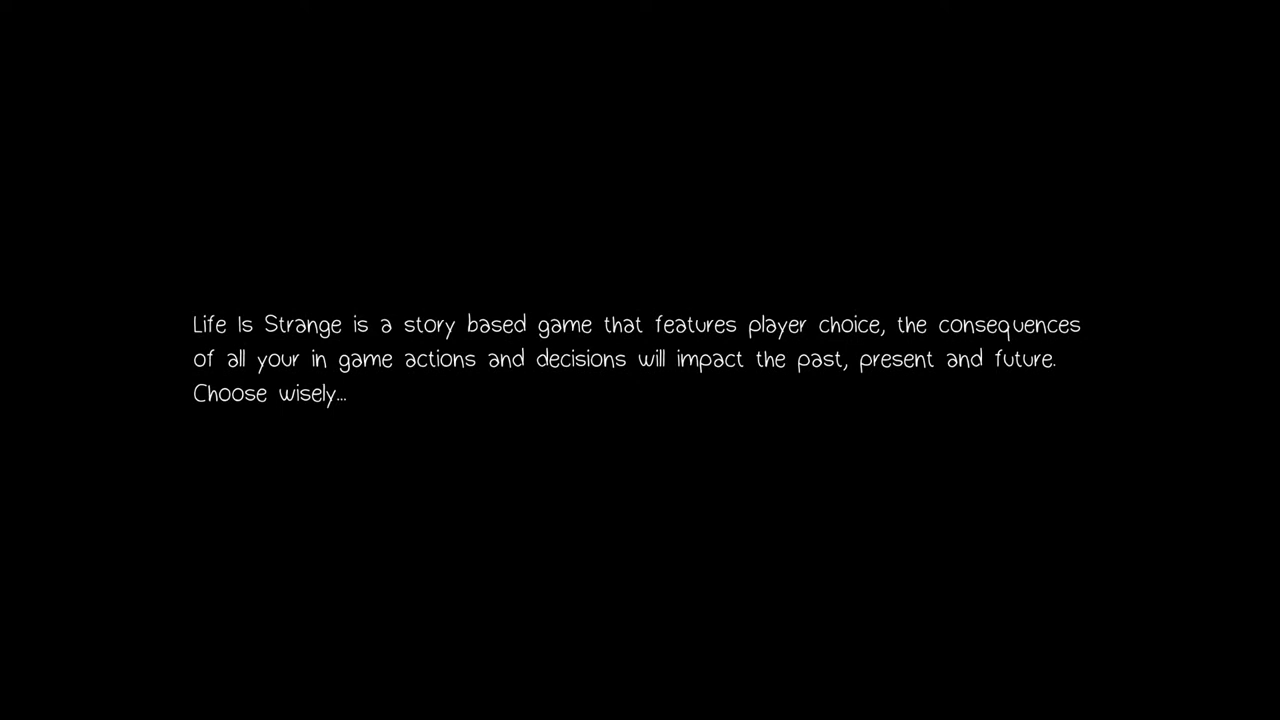 Life Is Strange is a story based game that features player choice, the consequences
of all your in game actions and decisions will impact the past, present and future.
Choose wisely...